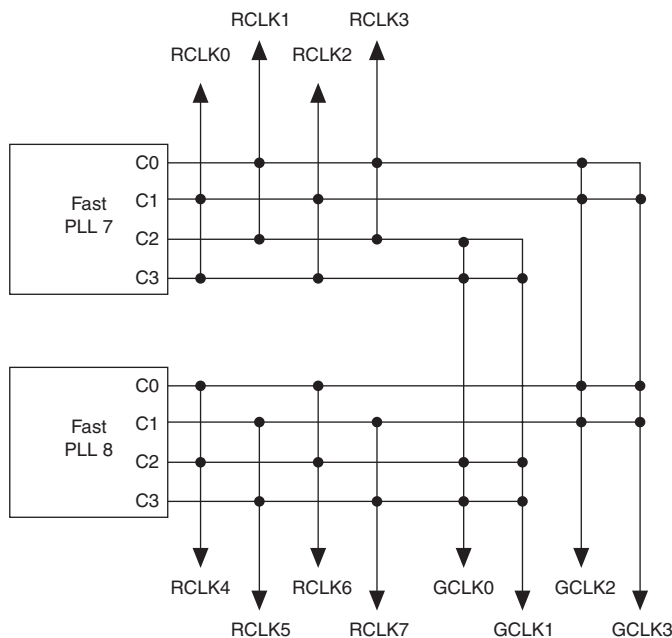 RCLK1 RCLK3
RCLK0 RCLK2
C0
Fast
PLL 7
C1
C2
C3
C0
Fast
PLL 8
C1
C2
C3
RCLK4 RCLK6 GCLK0 GCLK2
RCLK5 RCLK7 GCLK1 GCLK3